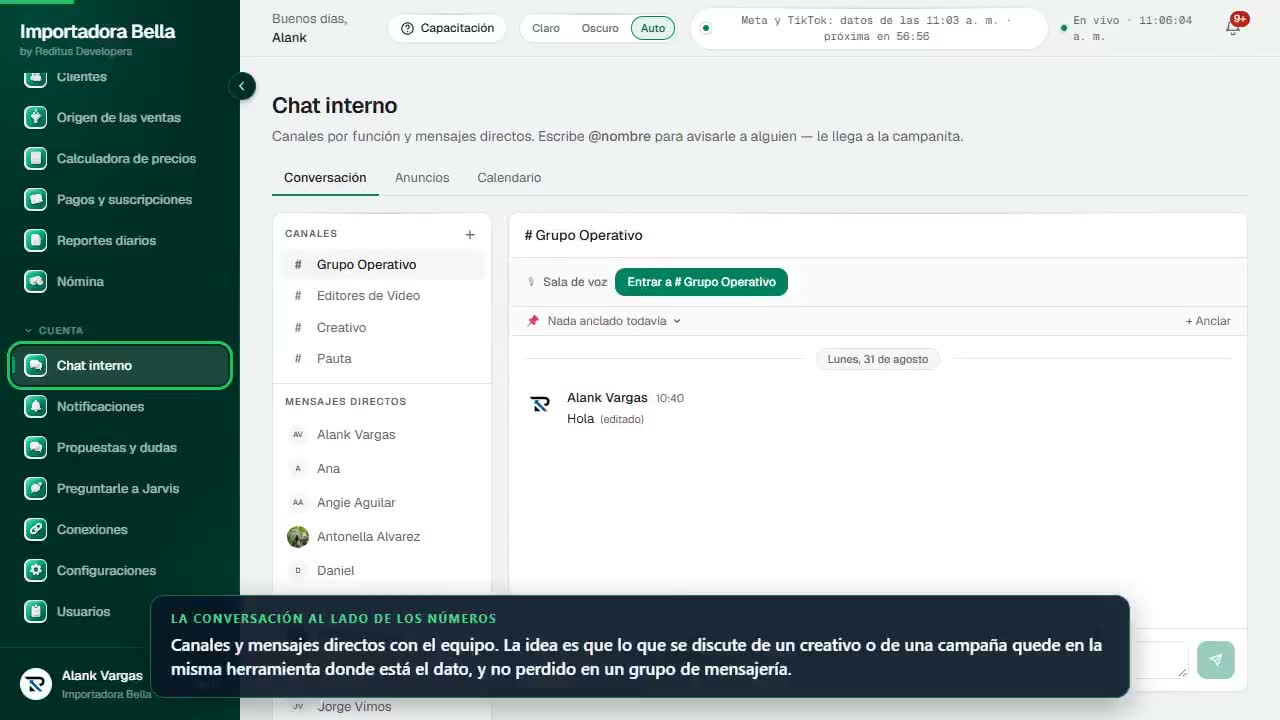 Importadora Bella
by Reditus Developers
Clientes
Origen de las ventas
Calculadora de precios
Pagos y suscripciones
Reportes diarios
Nómina
CUENTA
Chat interno
Notificaciones
Propuestas y dudas
Preguntarle a Jarvis
Conexiones
Configuraciones
Usuarios
Alank Vargas
Importadora Bella
Buenos días,
Alank
Capacitación
Claro
Oscuro
Auto
Meta y TikTok: datos de las 11:03 a. m. ·
próxima en 56:56
En vivo · 11:06:04
a. m.
9+
Chat interno
Canales por función y mensajes directos. Escribe @nombre para avisarle a alguien — le llega a la campanita.
Conversación
Anuncios
Calendario
CANALES
+
# Grupo Operativo
# Editores de Video
# Creativo
# Pauta
MENSAJES DIRECTOS
AV Alank Vargas
A Ana
AA Angie Aguilar
Antonella Alvarez
D Daniel
JV Jorge Vimos
# Grupo Operativo
Sala de voz
Entrar a # Grupo Operativo
Nada anclado todavía
+ Anclar
Lunes, 31 de agosto
Alank Vargas 10:40
Hola (editado)
LA CONVERSACIÓN AL LADO DE LOS NÚMEROS
Canales y mensajes directos con el equipo. La idea es que lo que se discute de un creativo o de una campaña quede en la
misma herramienta donde está el dato, y no perdido en un grupo de mensajería.